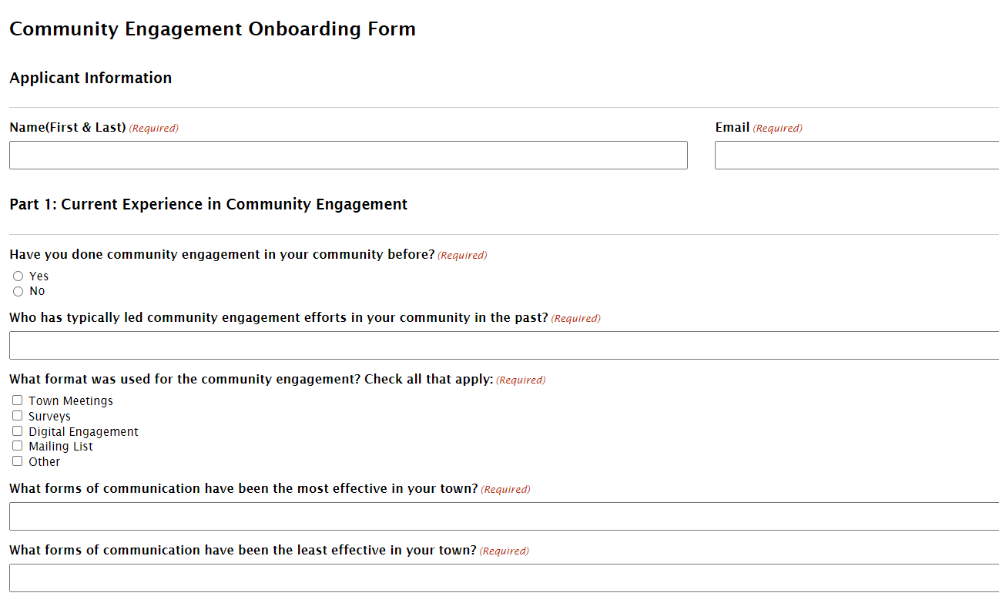 Community Engagement Onboarding Form
Applicant Information
Name(First & Last) (Required)
Email (Required)
Part 1: Current Experience in Community Engagement
Have you done community engagement in your community before? (Required)
Yes
No
Who has typically led community engagement efforts in your community in the past? (Required)
What format was used for the community engagement? Check all that apply: (Required)
Town Meetings
Surveys
Digital Engagement
Mailing List
Other
What forms of communication have been the most effective in your town? (Required)
What forms of communication have been the least effective in your town? (Required)